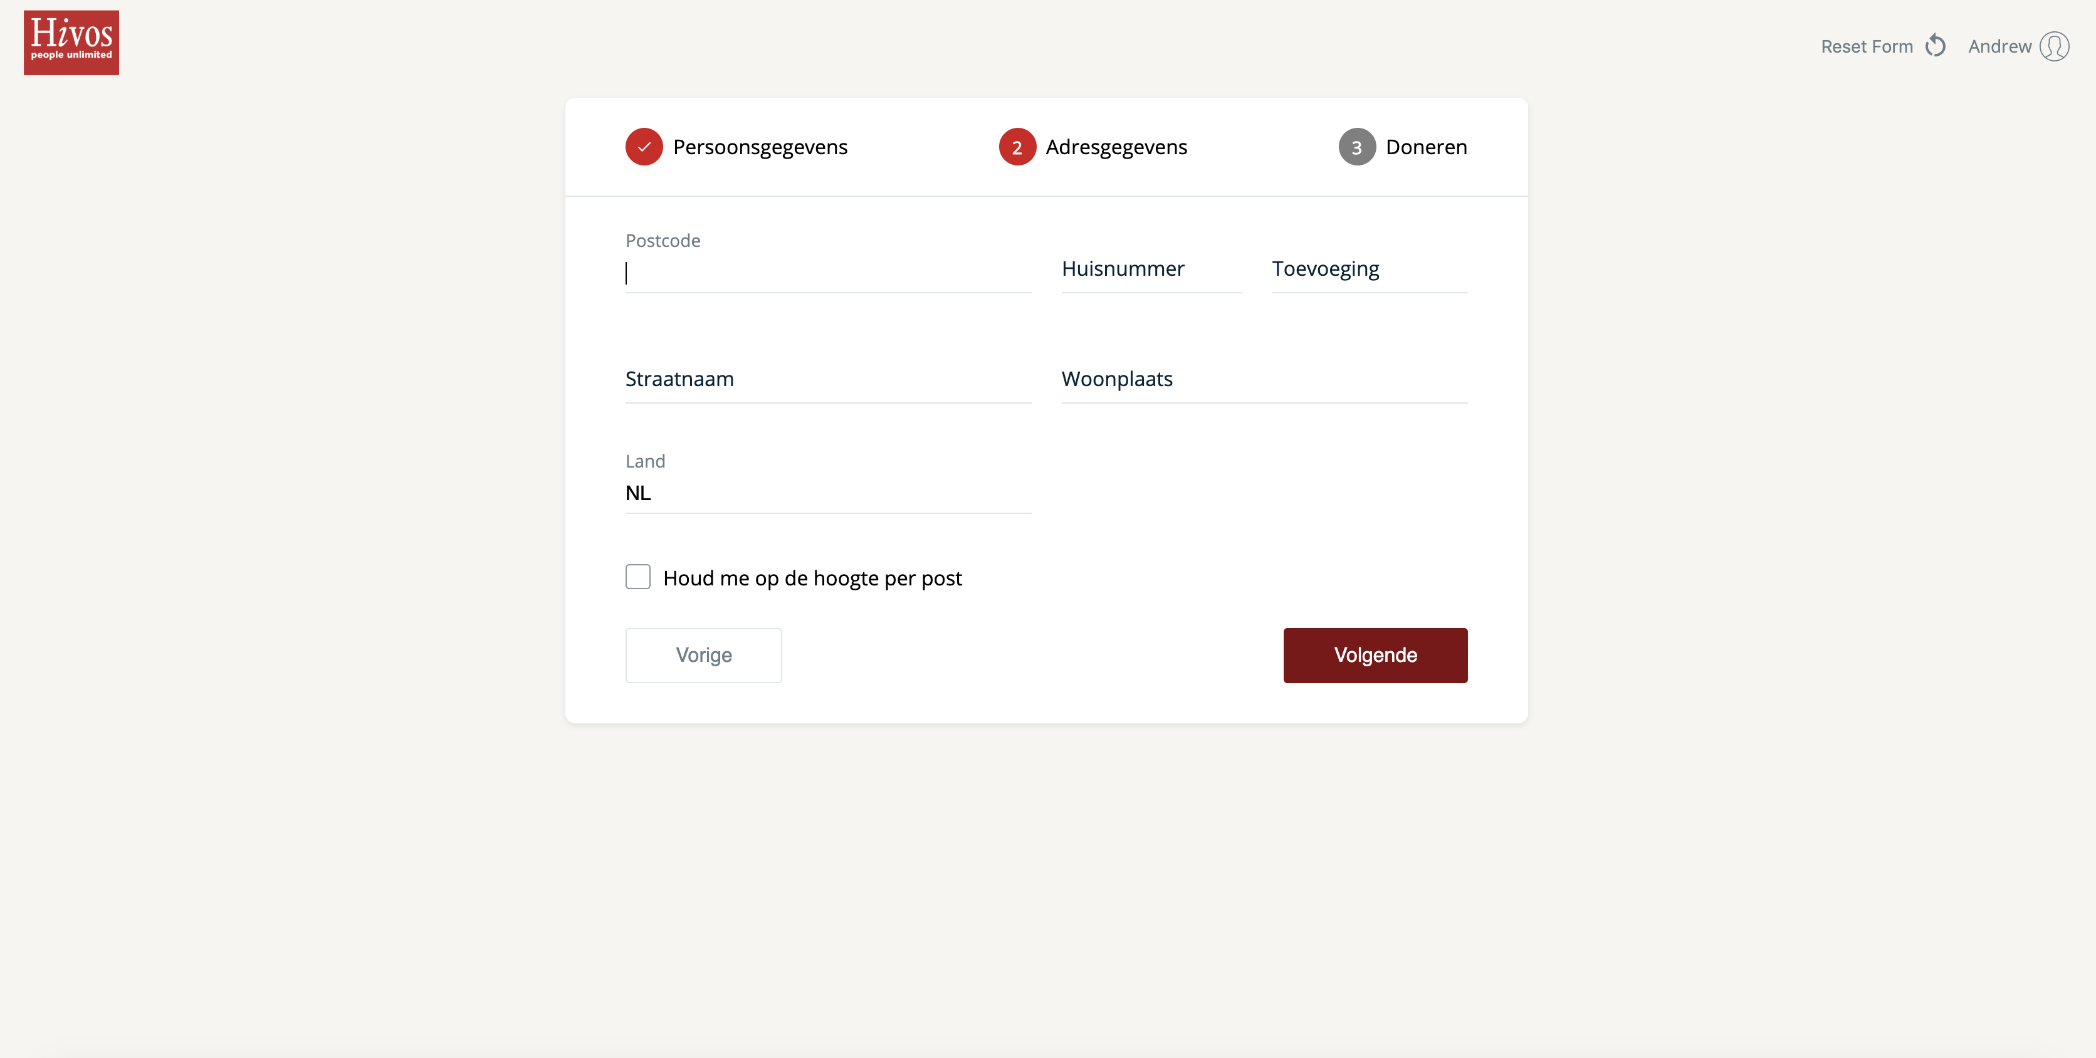 Hivos
people unlimited
Reset Form
Andrew
Persoonsgegevens
2 Adresgegevens
3 Doneren
Postcode
Huisnummer
Toevoeging
Straatnaam
Woonplaats
Land
NL
Houd me op de hoogte per post
Vorige
Volgende